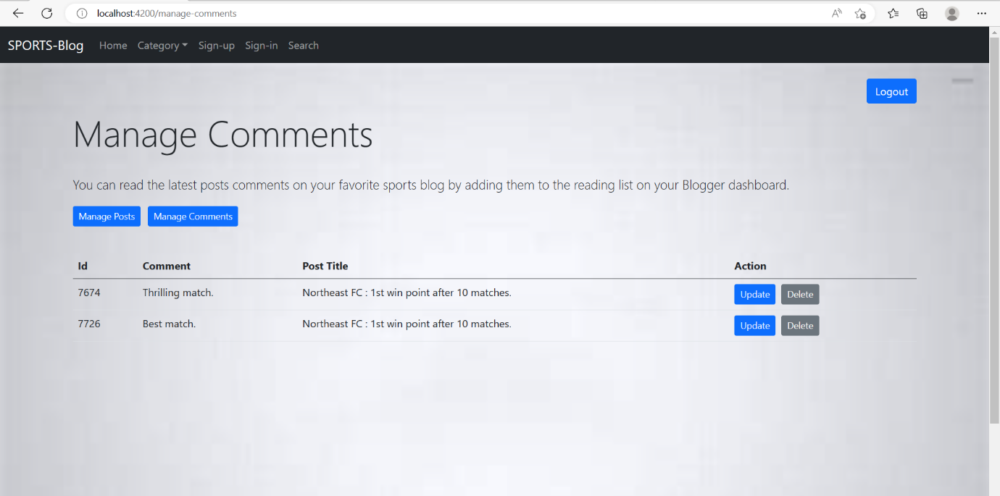 localhost:4200/manage-comments
SPORTS-Blog Home Category Sign-up Sign-in Search
Logout
Manage Comments
You can read the latest posts comments on your favorite sports blog by adding them to the reading list on your Blogger dashboard.
Manage Posts Manage Comments
Id Comment Post Title Action
7674 Thrilling match. Northeast FC : 1st win point after 10 matches. Update Delete
7726 Best match. Northeast FC : 1st win point after 10 matches. Update Delete